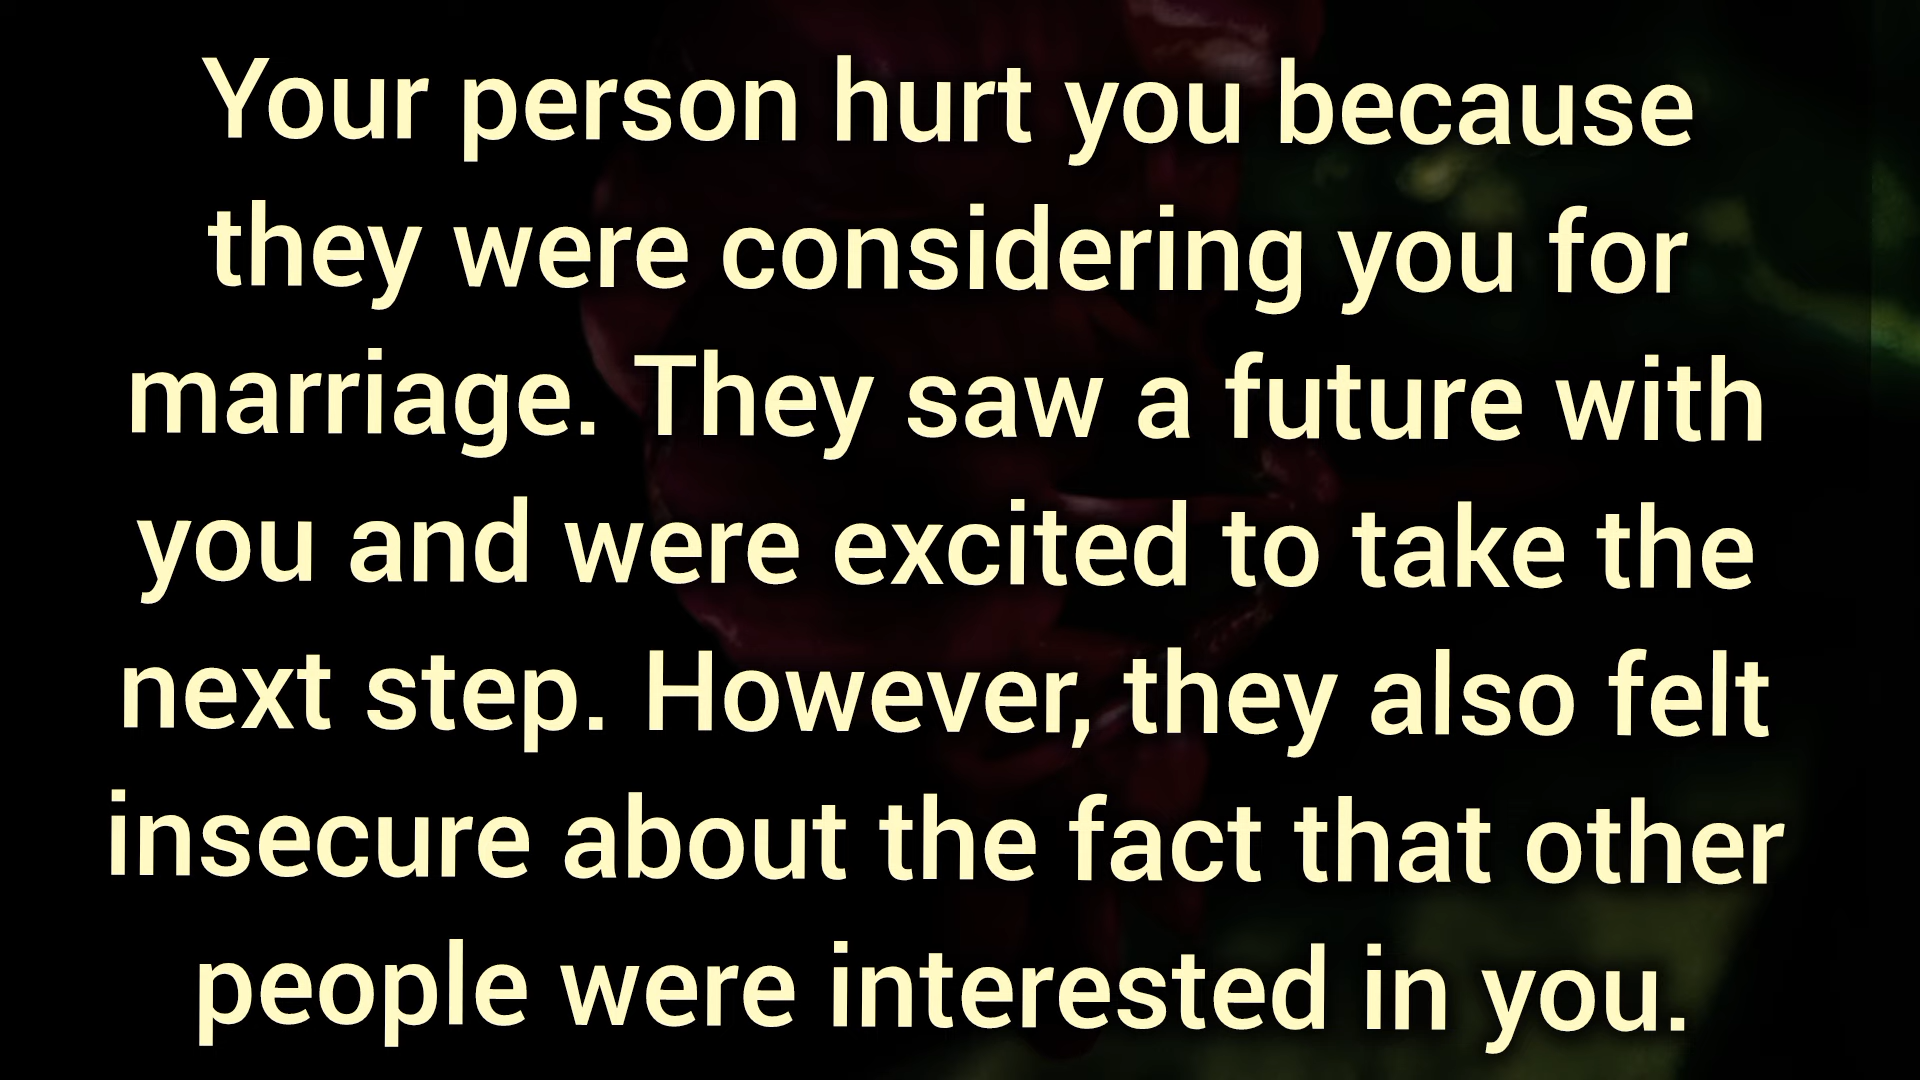 Your person hurt you because
they were considering you for
marriage. They saw a future with
you and were excited to take the
next step. However, they also felt
insecure about the fact that other
people were interested in you.